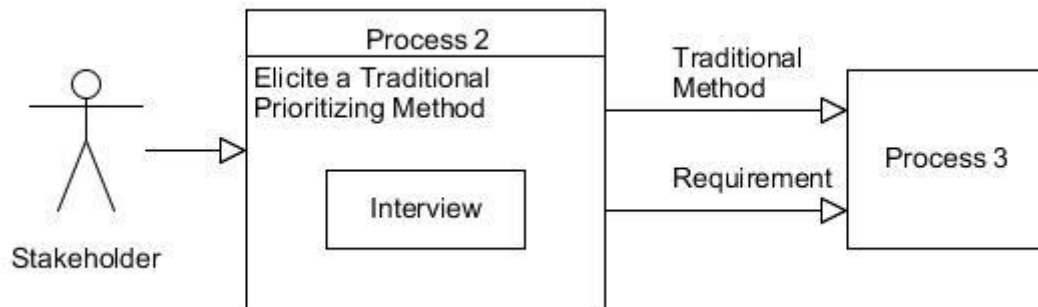 Process 2
Elicite a Traditional
Prioritizing Method
Interview
Stakeholder
Traditional
Method
Requirement
Process 3